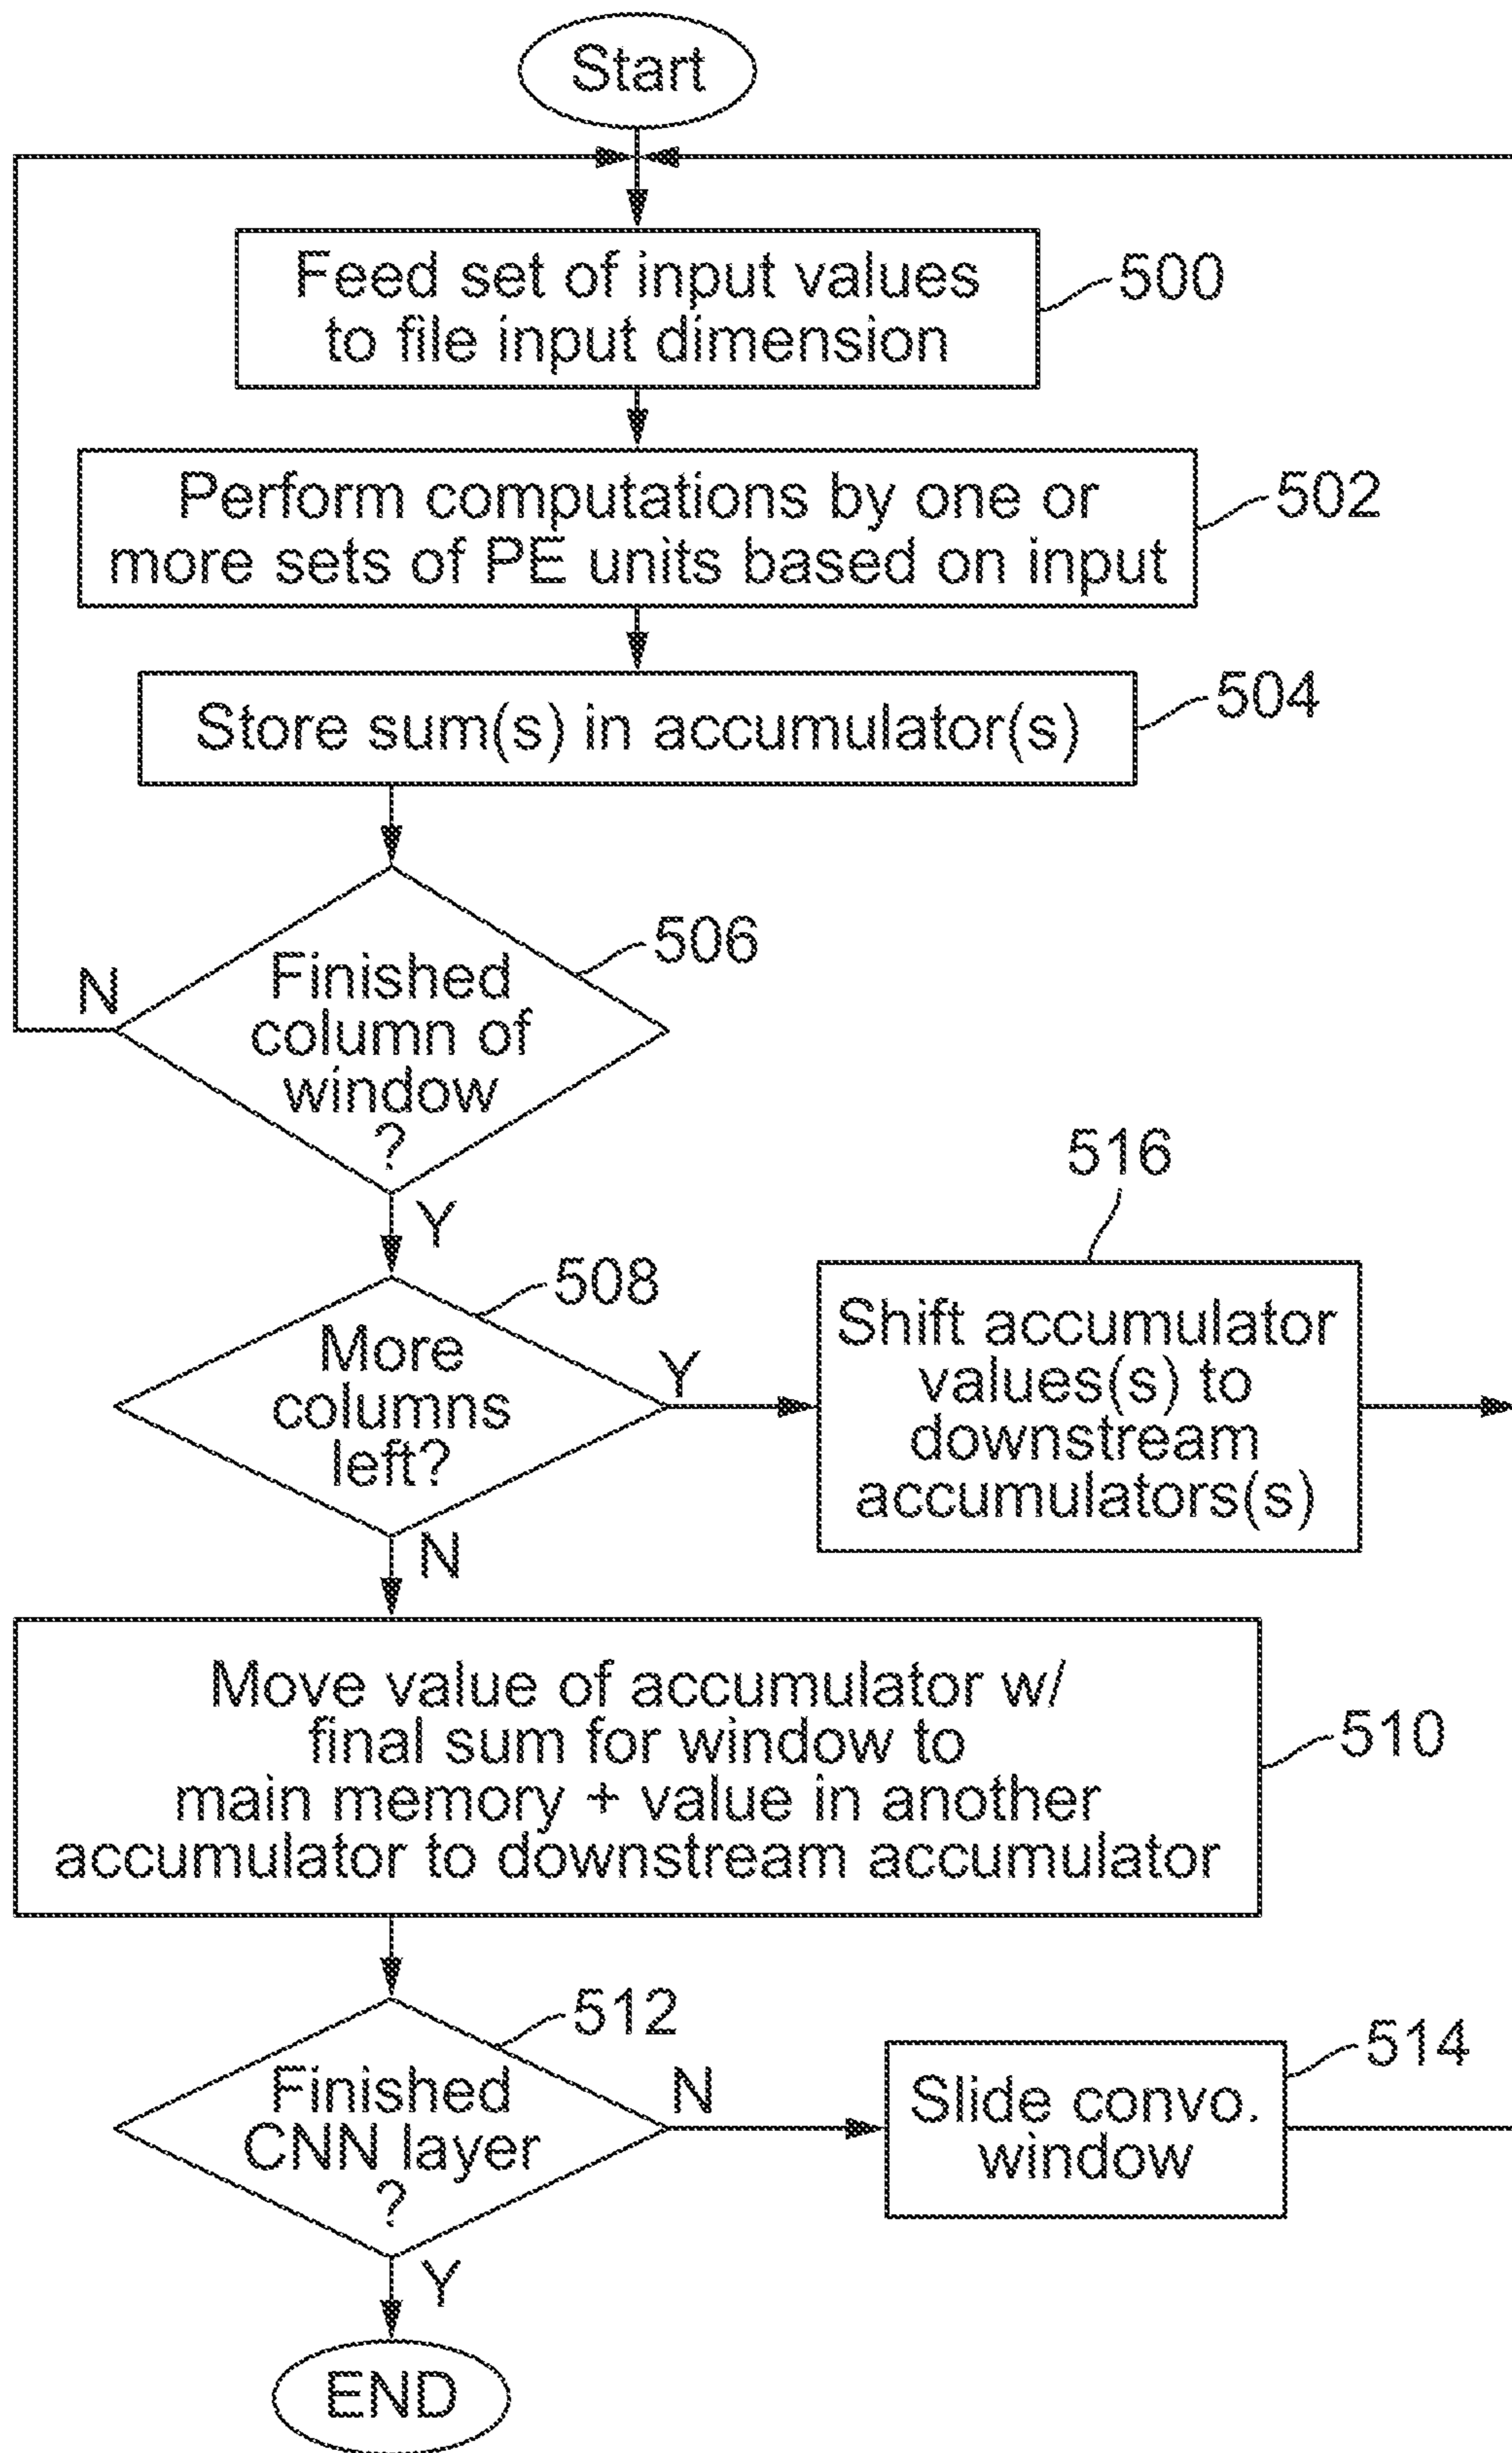 Start
Feed set of input values
to file input dimension
500
Perform computations by one or
more sets of PE units based on input
502
Store sum(s) in accumulator(s)
504
Finished
column of
window
?
506
N
Y
More
columns
left?
508
Y
N
516
Shift accumulator
values(s) to
downstream
accumulators(s)
Move value of accumulator w/
final sum for window to
main memory + value in another
accumulator to downstream accumulator
510
Finished
CNN layer
?
512
N
Y
Slide convo.
window
514
END